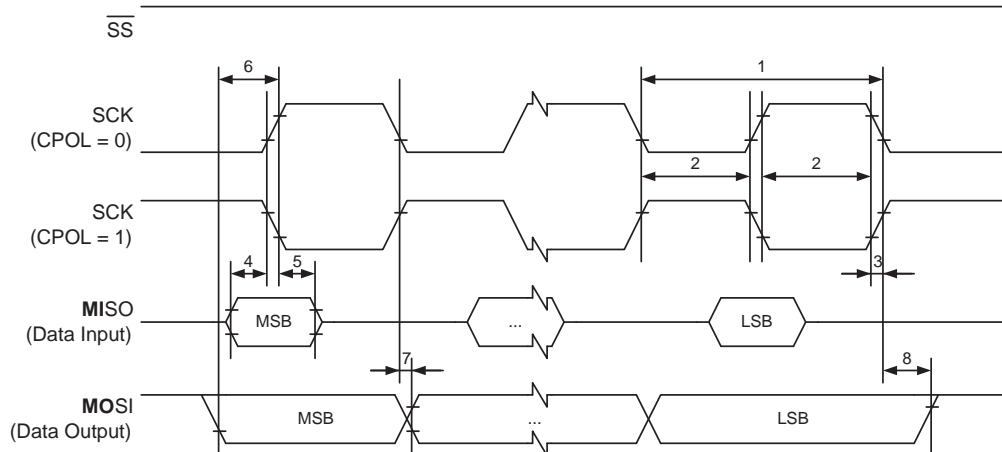 SS
6
1
SCK
(CPOL = 0)
2
2
SCK
(CPOL = 1)
4
5
3
MISO
(Data Input)
MSB
...
LSB
7
8
MOSI
(Data Output)
MSB
...
LSB